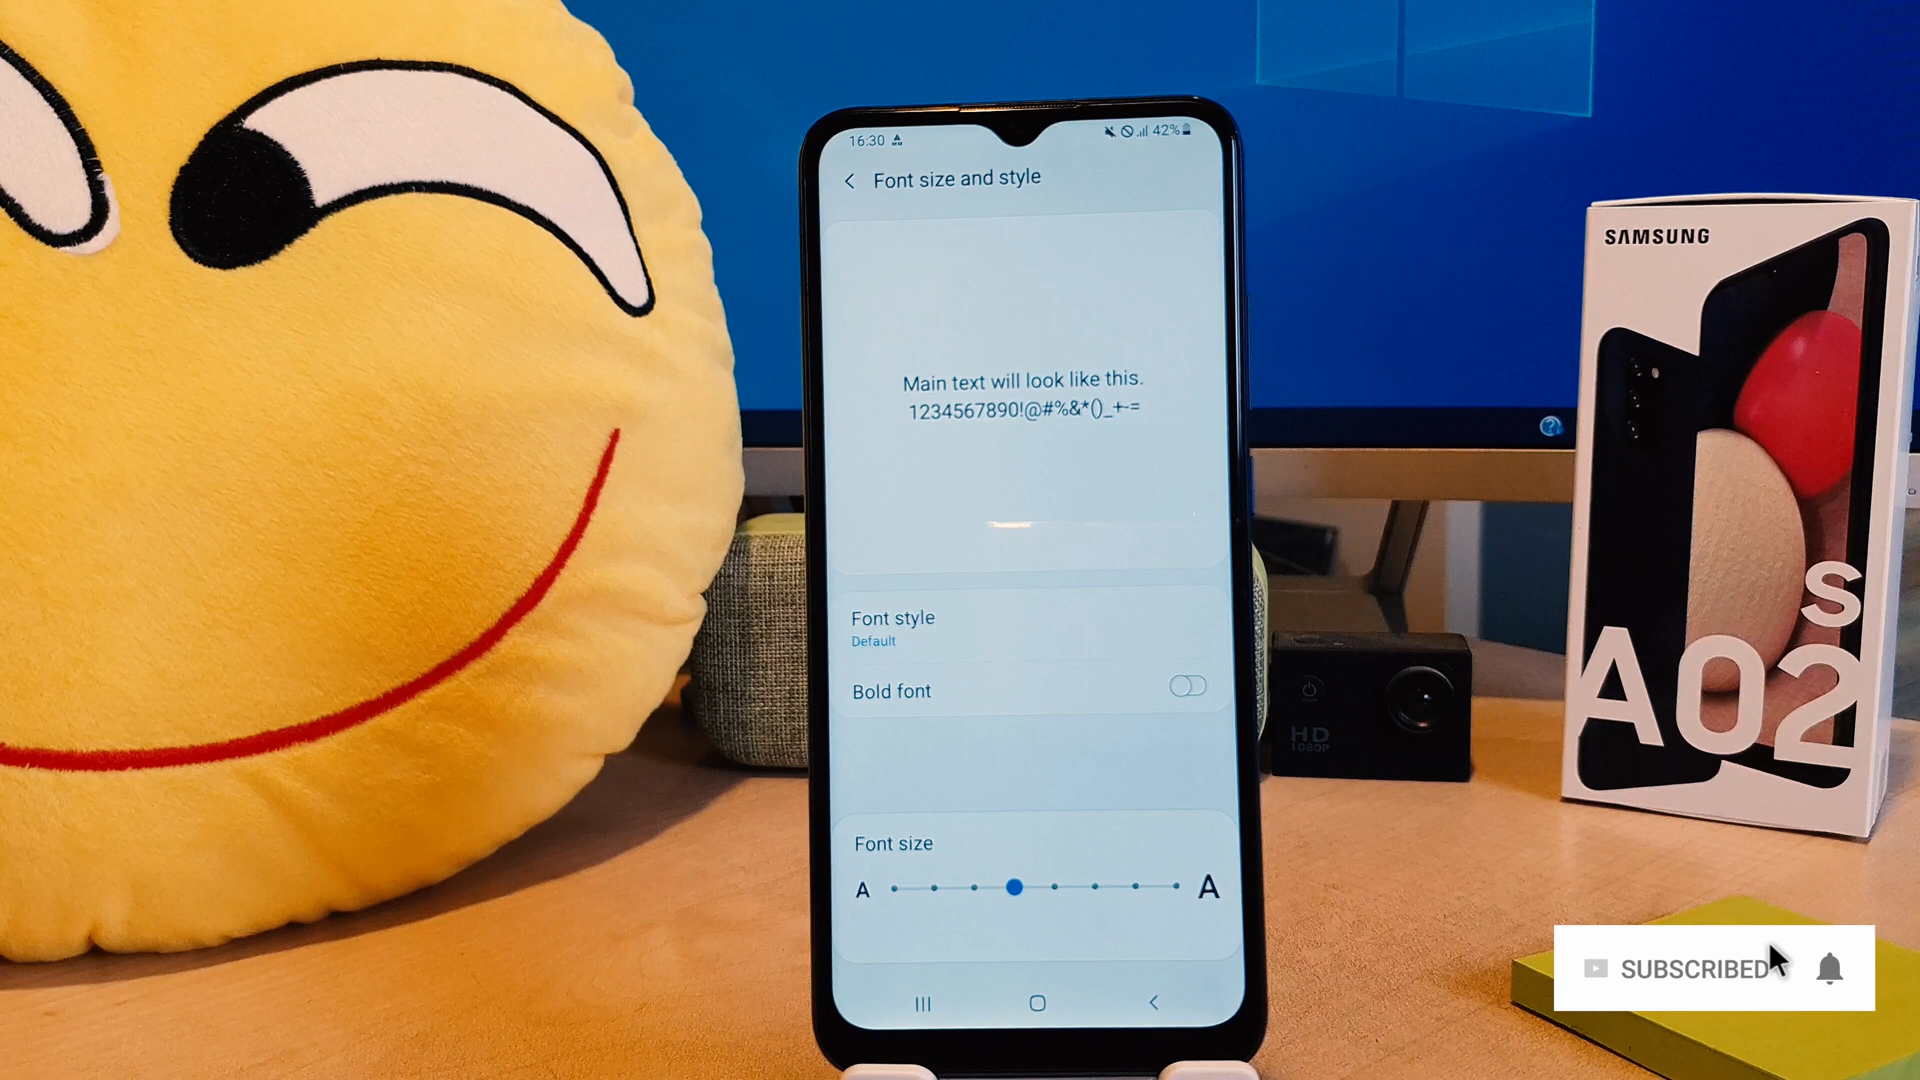 16:30
42%
Font size and style
Main text will look like this.
1234567890!@#%&*()_+-=
Font style
Default
Bold font
Font size
A
A
SAMSUNG
A02s
HD
1080P
SUBSCRIBED